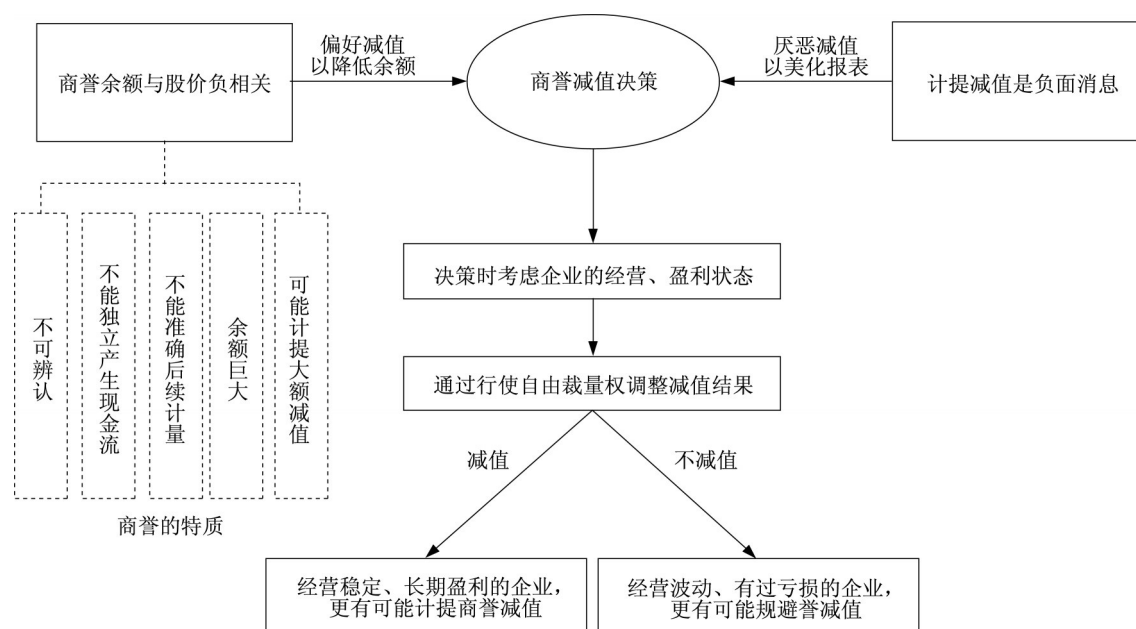 商誉余额与股价负相关
偏好减值
以降低余额
商誉减值决策
厌恶减值
以美化报表
计提减值是负面消息
不可辨认
不能独立产生现金流
不能准确后续计量
余额巨大
可能计提大额减值
商誉的特质
决策时考虑企业的经营、盈利状态
通过行使自由裁量权调整减值结果
减值
不减值
经营稳定、长期盈利的企业，
更有可能计提商誉减值
经营波动、有过亏损的企业，
更有可能规避誉减值